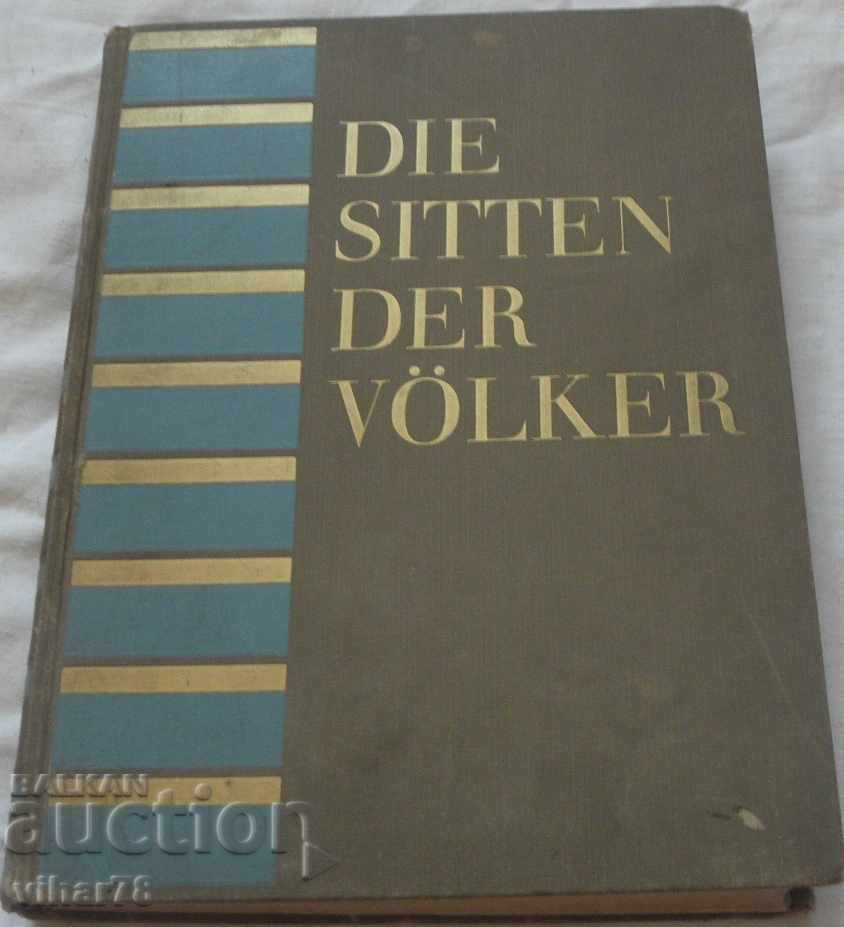 DIE
SITTEN
DER
VÖLKER
BALKAN
auction
vihar78